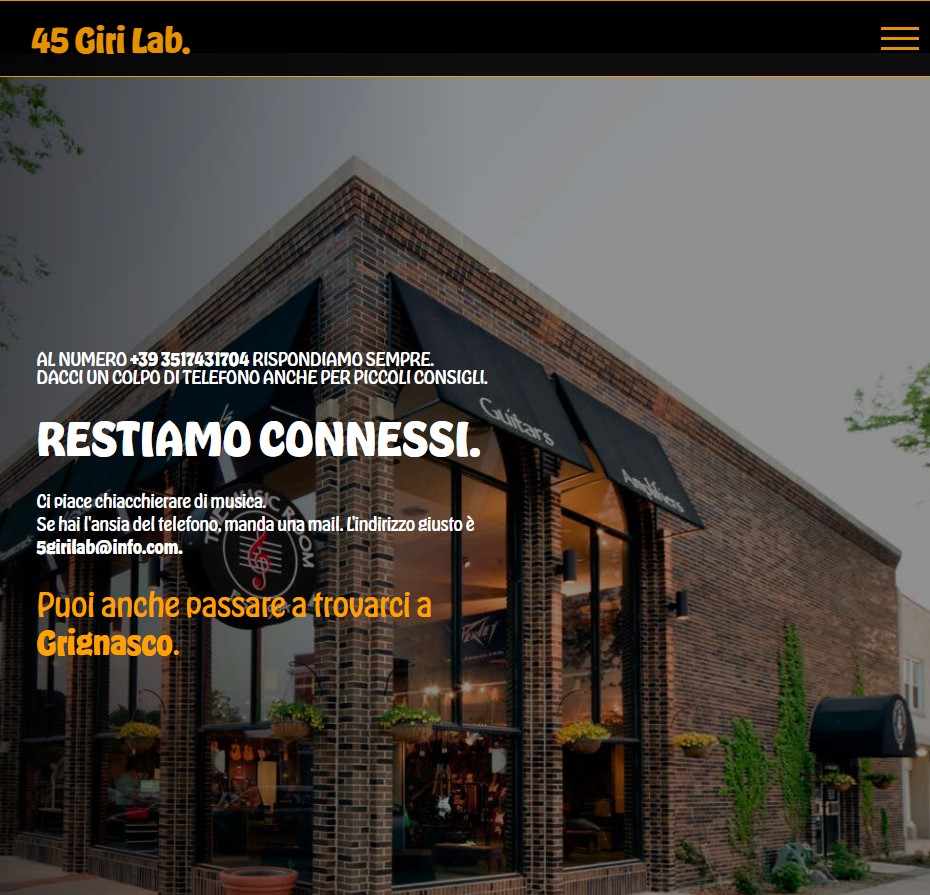 45 Giri Lab.
AL NUMERO +39 3517431704 RISPONDIAMO SEMPRE.
DACCI UN COLPO DI TELEFONO ANCHE PER PICCOLI CONSIGLI.
RESTIAMO CONNESSI.
Ci piace chiacchierare di musica.
Se hai l'ansia del telefono, manda una mail. L'indirizzo giusto è
5girilab@info.com.
Puoi anche passare a trovarci a
Grignasco.
Guitars
Amplifiers
MUSIC ROOM
PEAVEY